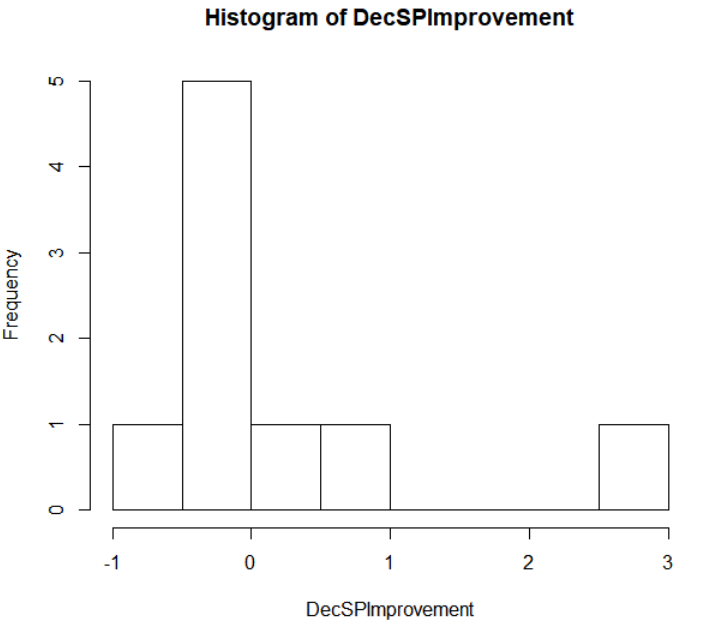 Histogram of DecSPImprovement
Frequency
5
4
3
2
1
0
-1 0 1 2 3
DecSPImprovement